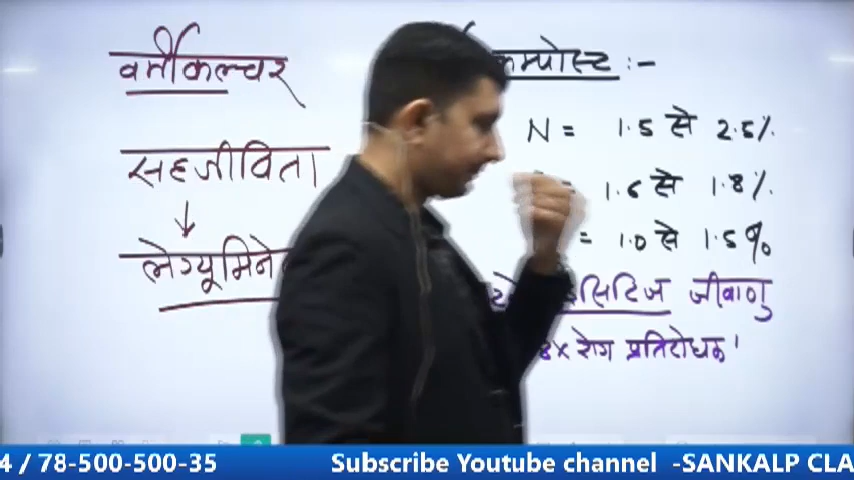 वर्मीकल्चर
सहजीविता
↓
N = 1.5 से 2.5%
1.6 से 1.8%
= 1.0 से 1.5%
जीवाणु
रोग प्रतिरोधक'
4 / 78-500-500-35 Subscribe Youtube channel -SANKALP CLA